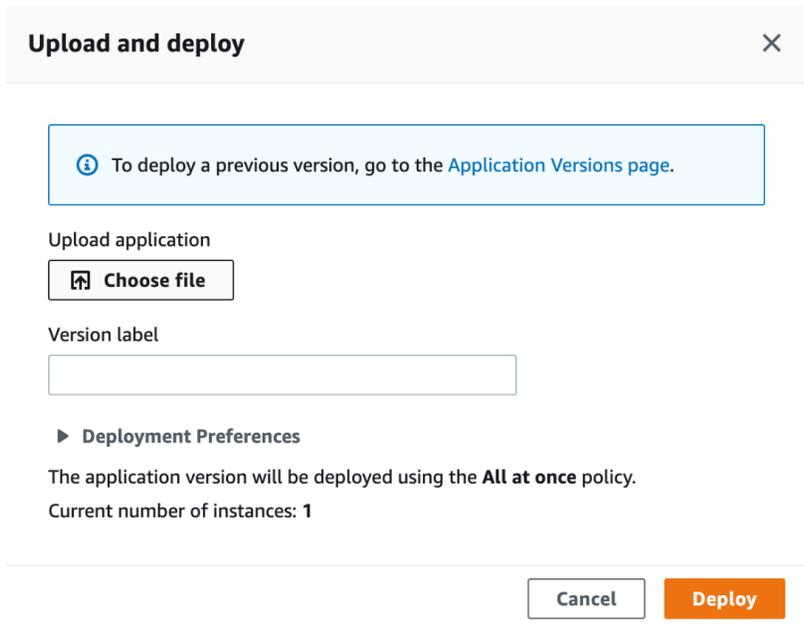 Upload and deploy
To deploy a previous version, go to the Application Versions page.
Upload application
Choose file
Version label
Deployment Preferences
The application version will be deployed using the All at once policy.
Current number of instances: 1
Cancel
Deploy